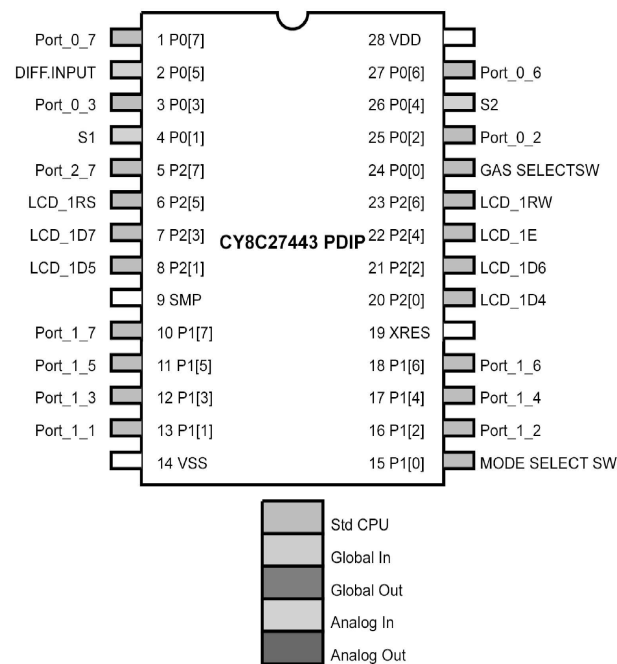 Port_0_7 1 P0[7] 28 VDD
DIFF.INPUT 2 P0[5] 27 P0[6] Port_0_6
Port_0_3 3 P0[3] 26 P0[4] S2
S1 4 P0[1] 25 P0[2] Port_0_2
Port_2_7 5 P2[7] 24 P0[0] GAS SELECTSW
LCD_1RS 6 P2[5] 23 P2[6] LCD_1RW
LCD_1D7 7 P2[3] CY8C27443 PDIP 22 P2[4] LCD_1E
LCD_1D5 8 P2[1] 21 P2[2] LCD_1D6
9 SMP 20 P2[0] LCD_1D4
Port_1_7 10 P1[7] 19 XRES
Port_1_5 11 P1[5] 18 P1[6] Port_1_6
Port_1_3 12 P1[3] 17 P1[4] Port_1_4
Port_1_1 13 P1[1] 16 P1[2] Port_1_2
14 VSS 15 P1[0] MODE SELECT SW
Std CPU
Global In
Global Out
Analog In
Analog Out